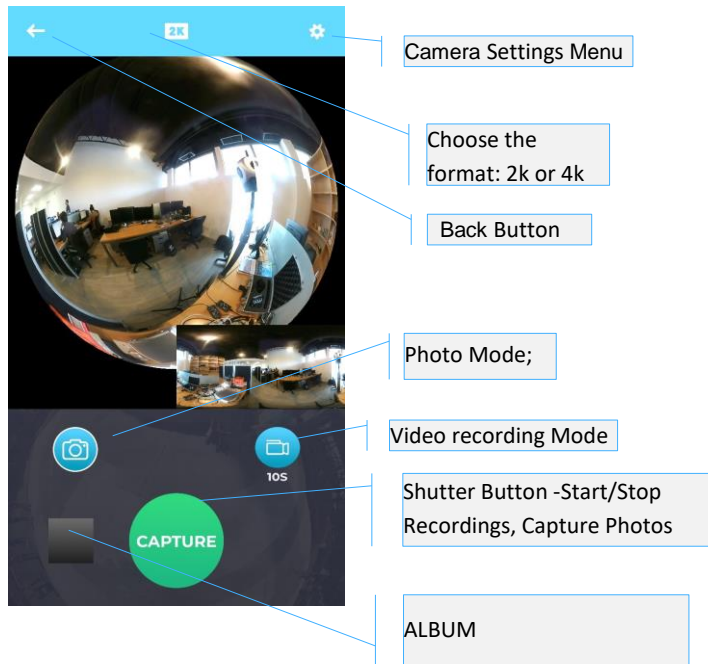 2K
Camera Settings Menu
Choose the
format: 2k or 4k
Back Button
Photo Mode;
Video recording Mode
10S
Shutter Button -Start/Stop
Recordings, Capture Photos
CAPTURE
ALBUM